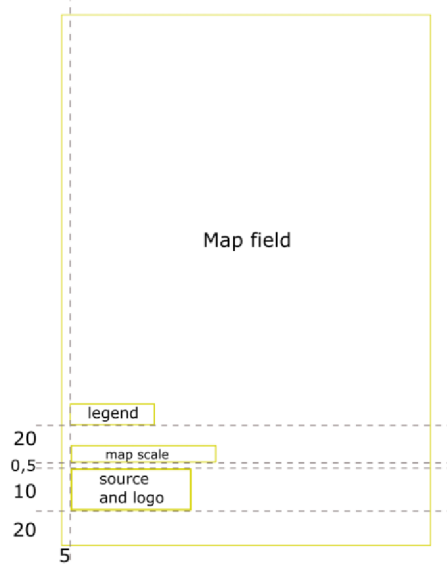 Map field
legend
20
map scale
0,5
source
and logo
10
20
5